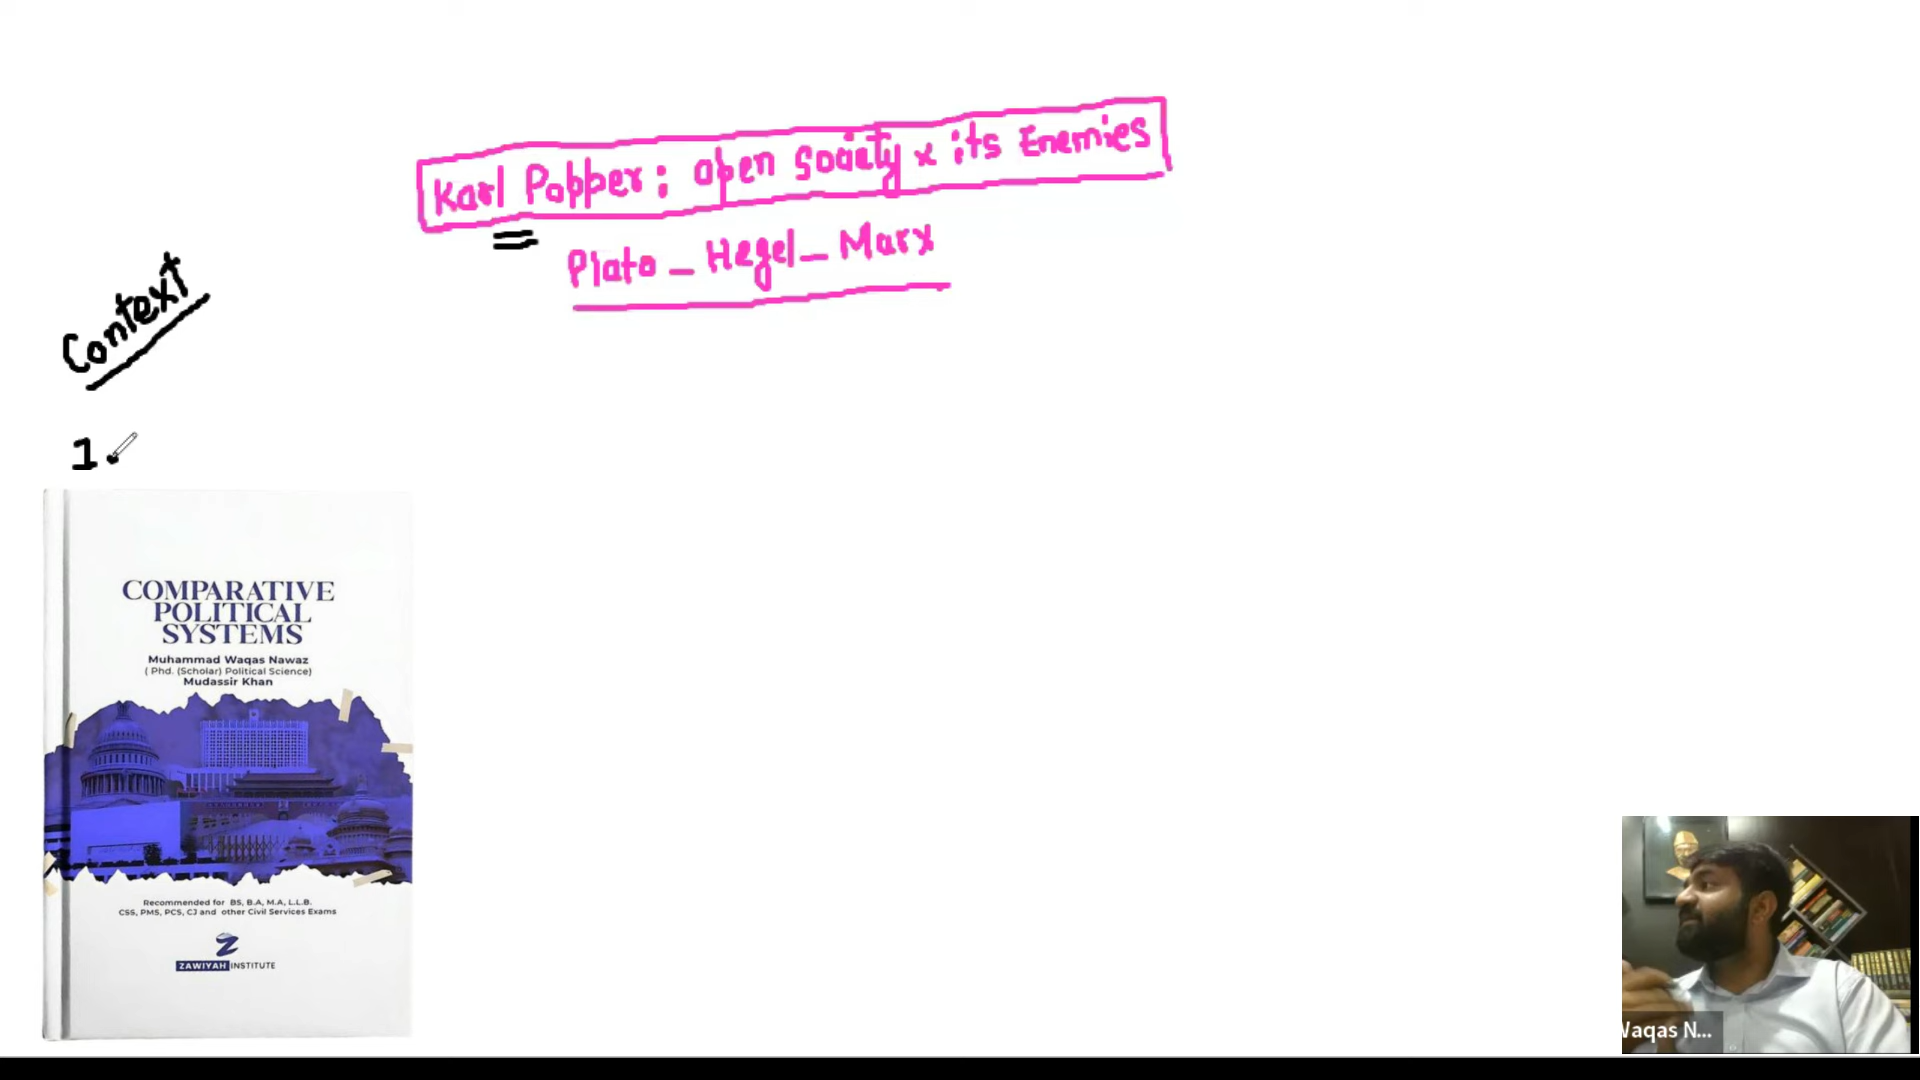 Karl Popper: open society & its Enemies
=
Plato - Hegel - Marx
Context
1.
COMPARATIVE
POLITICAL
SYSTEMS
Muhammad Waqas Nawaz
( Phd. (Scholar) Political Science)
Mudassir Khan
Recommended for BS, B.A, M.A, L.L.B.
CSS, PMS, PCS, CJ and other Civil Services Exams
Z
ZAWIYAH INSTITUTE
Waqas N...